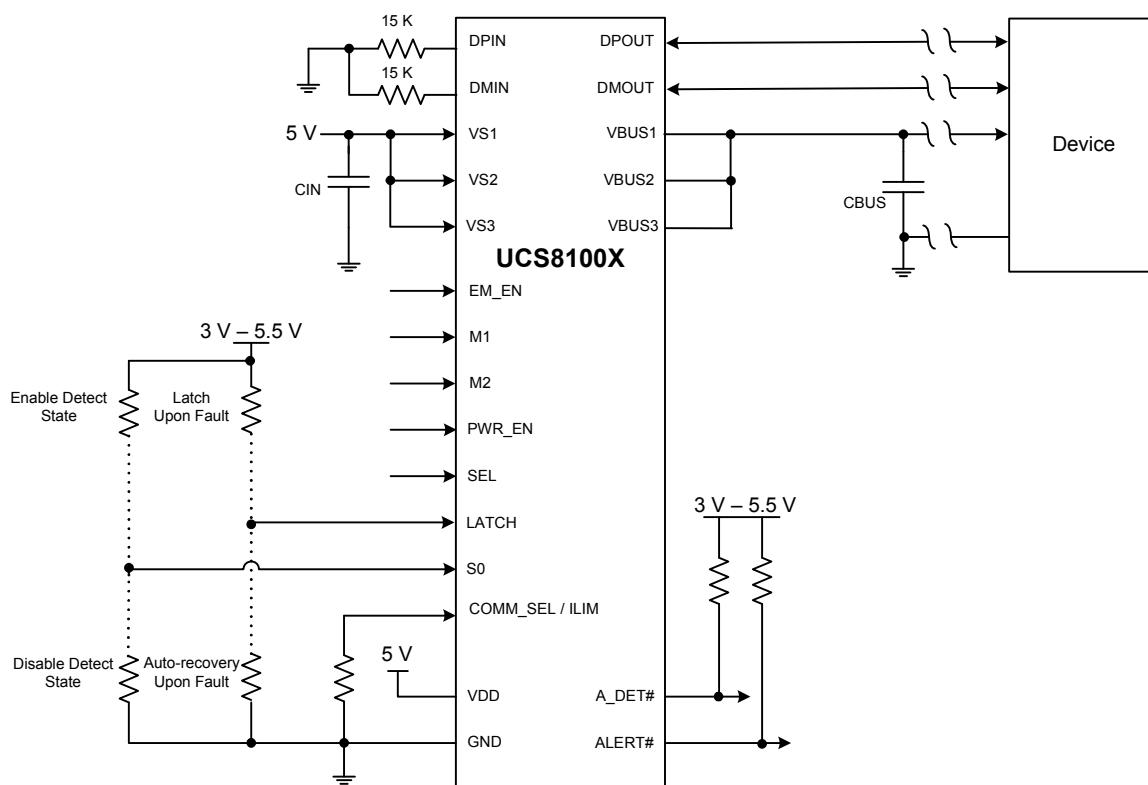 15 K
DPIN
DPOUT
15 K
DMIN
DMOUT
5 V
VS1
VBUS1
Device
CIN
VS2
VBUS2
CBUS
VS3
VBUS3
UCS8100X
EM_EN
3 V – 5.5 V
M1
Enable Detect
State
Latch
Upon Fault
M2
PWR_EN
SEL
LATCH
3 V – 5.5 V
S0
COMM_SEL / ILIM
Disable Detect
State
Auto-recovery
Upon Fault
5 V
VDD
A_DET#
GND
ALERT#